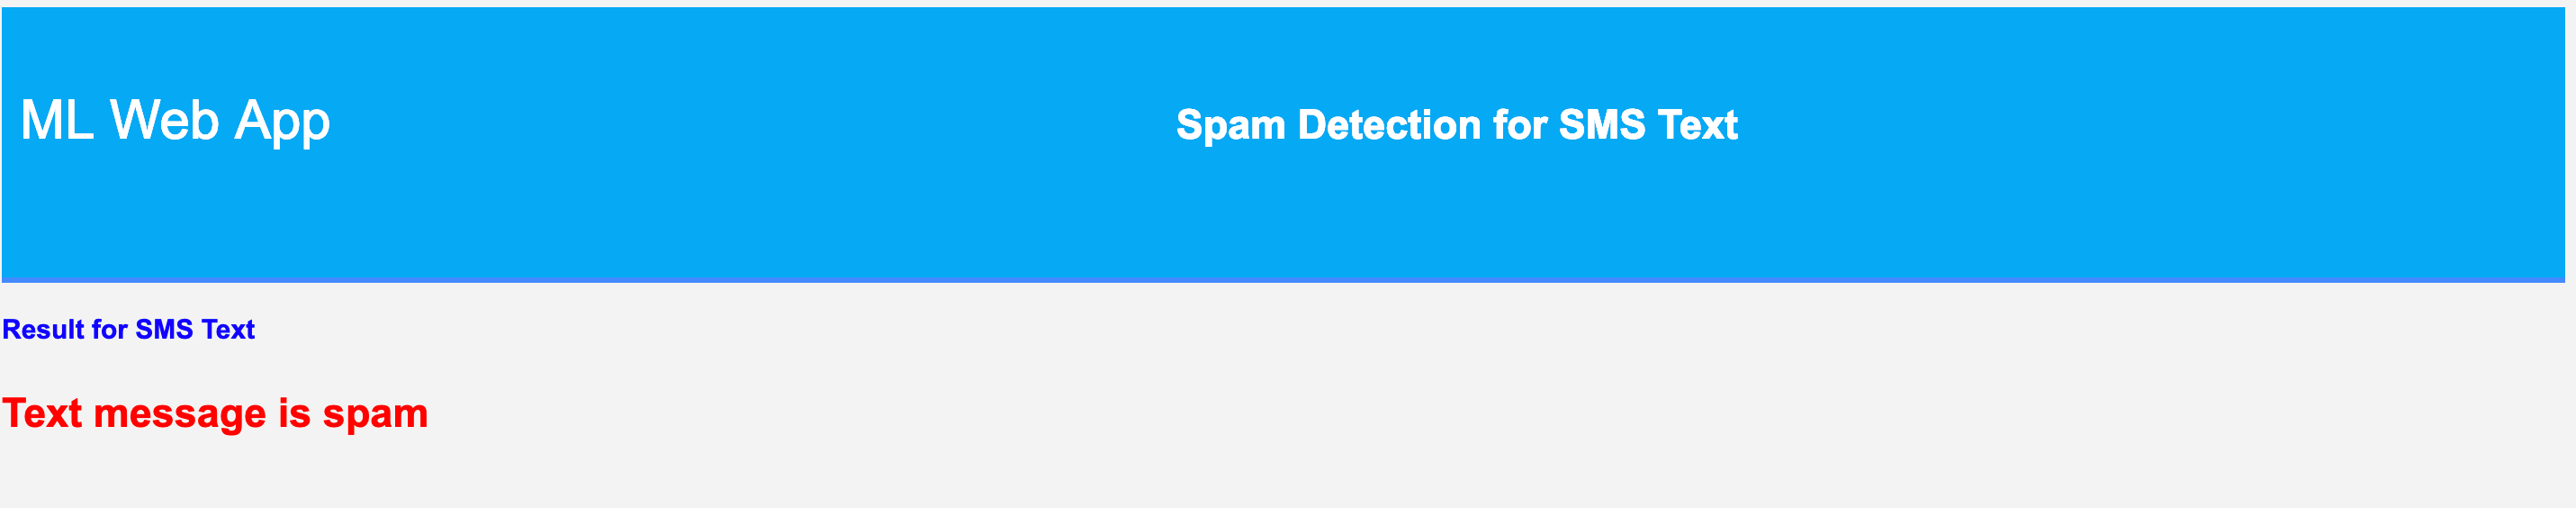 ML Web App
Spam Detection for SMS Text
Result for SMS Text
Text message is spam